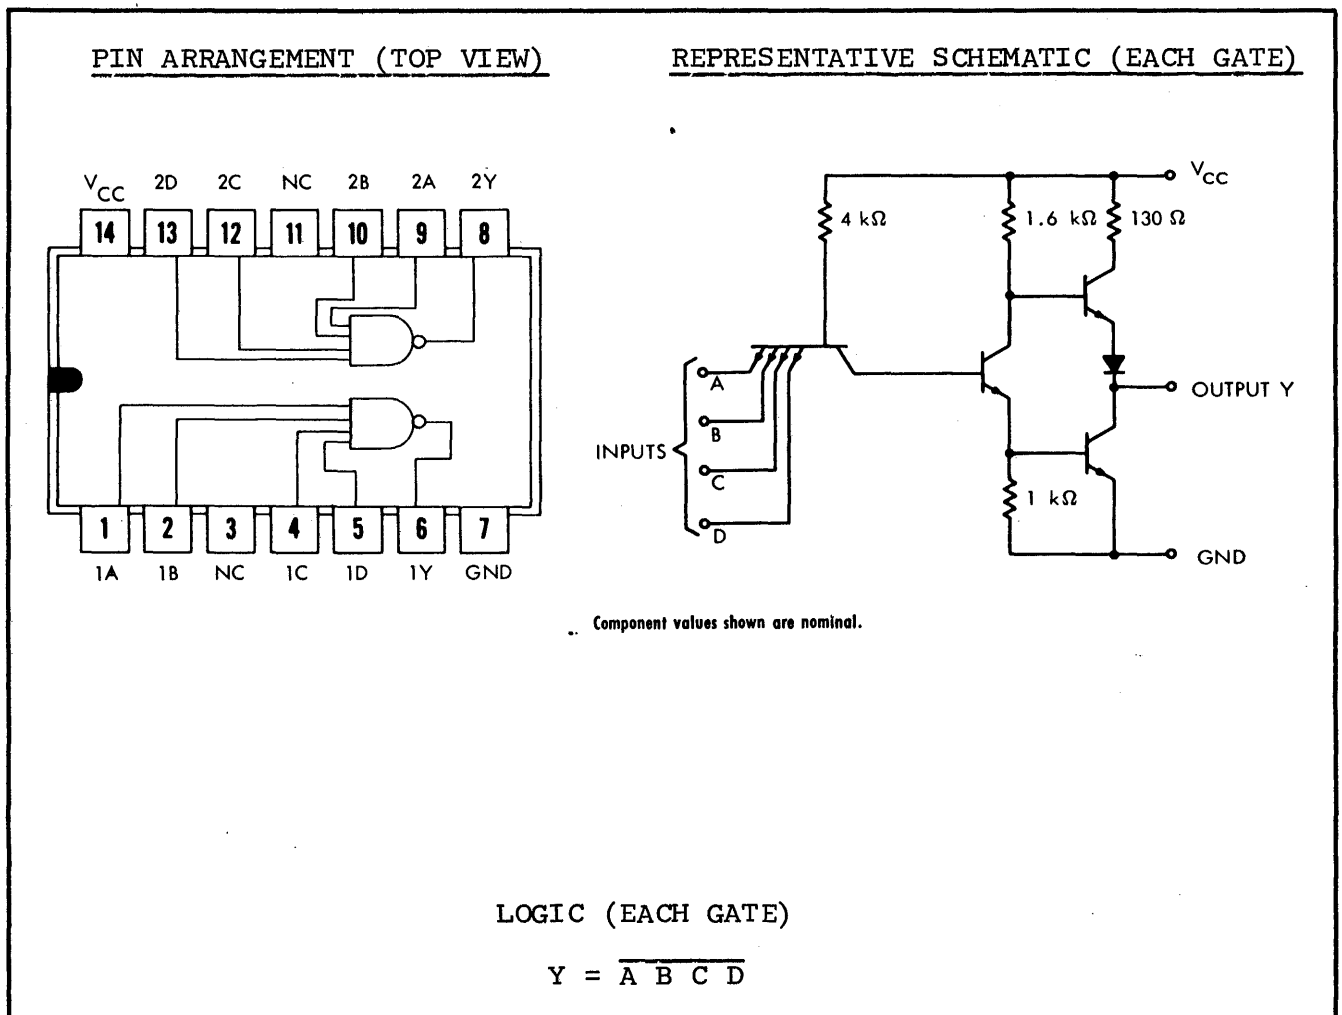 PIN ARRANGEMENT (TOP VIEW)
REPRESENTATIVE SCHEMATIC (EACH GATE)
VCC 2D 2C NC 2B 2A 2Y
14 13 12 11 10 9 8
1 2 3 4 5 6 7
1A 1B NC 1C 1D 1Y GND
VCC
4 kΩ 1.6 kΩ 130 Ω
INPUTS
A
B
C
D
OUTPUT Y
1 kΩ
GND
Component values shown are nominal.
LOGIC (EACH GATE)
Y = A̅ B̅ C̅ D̅